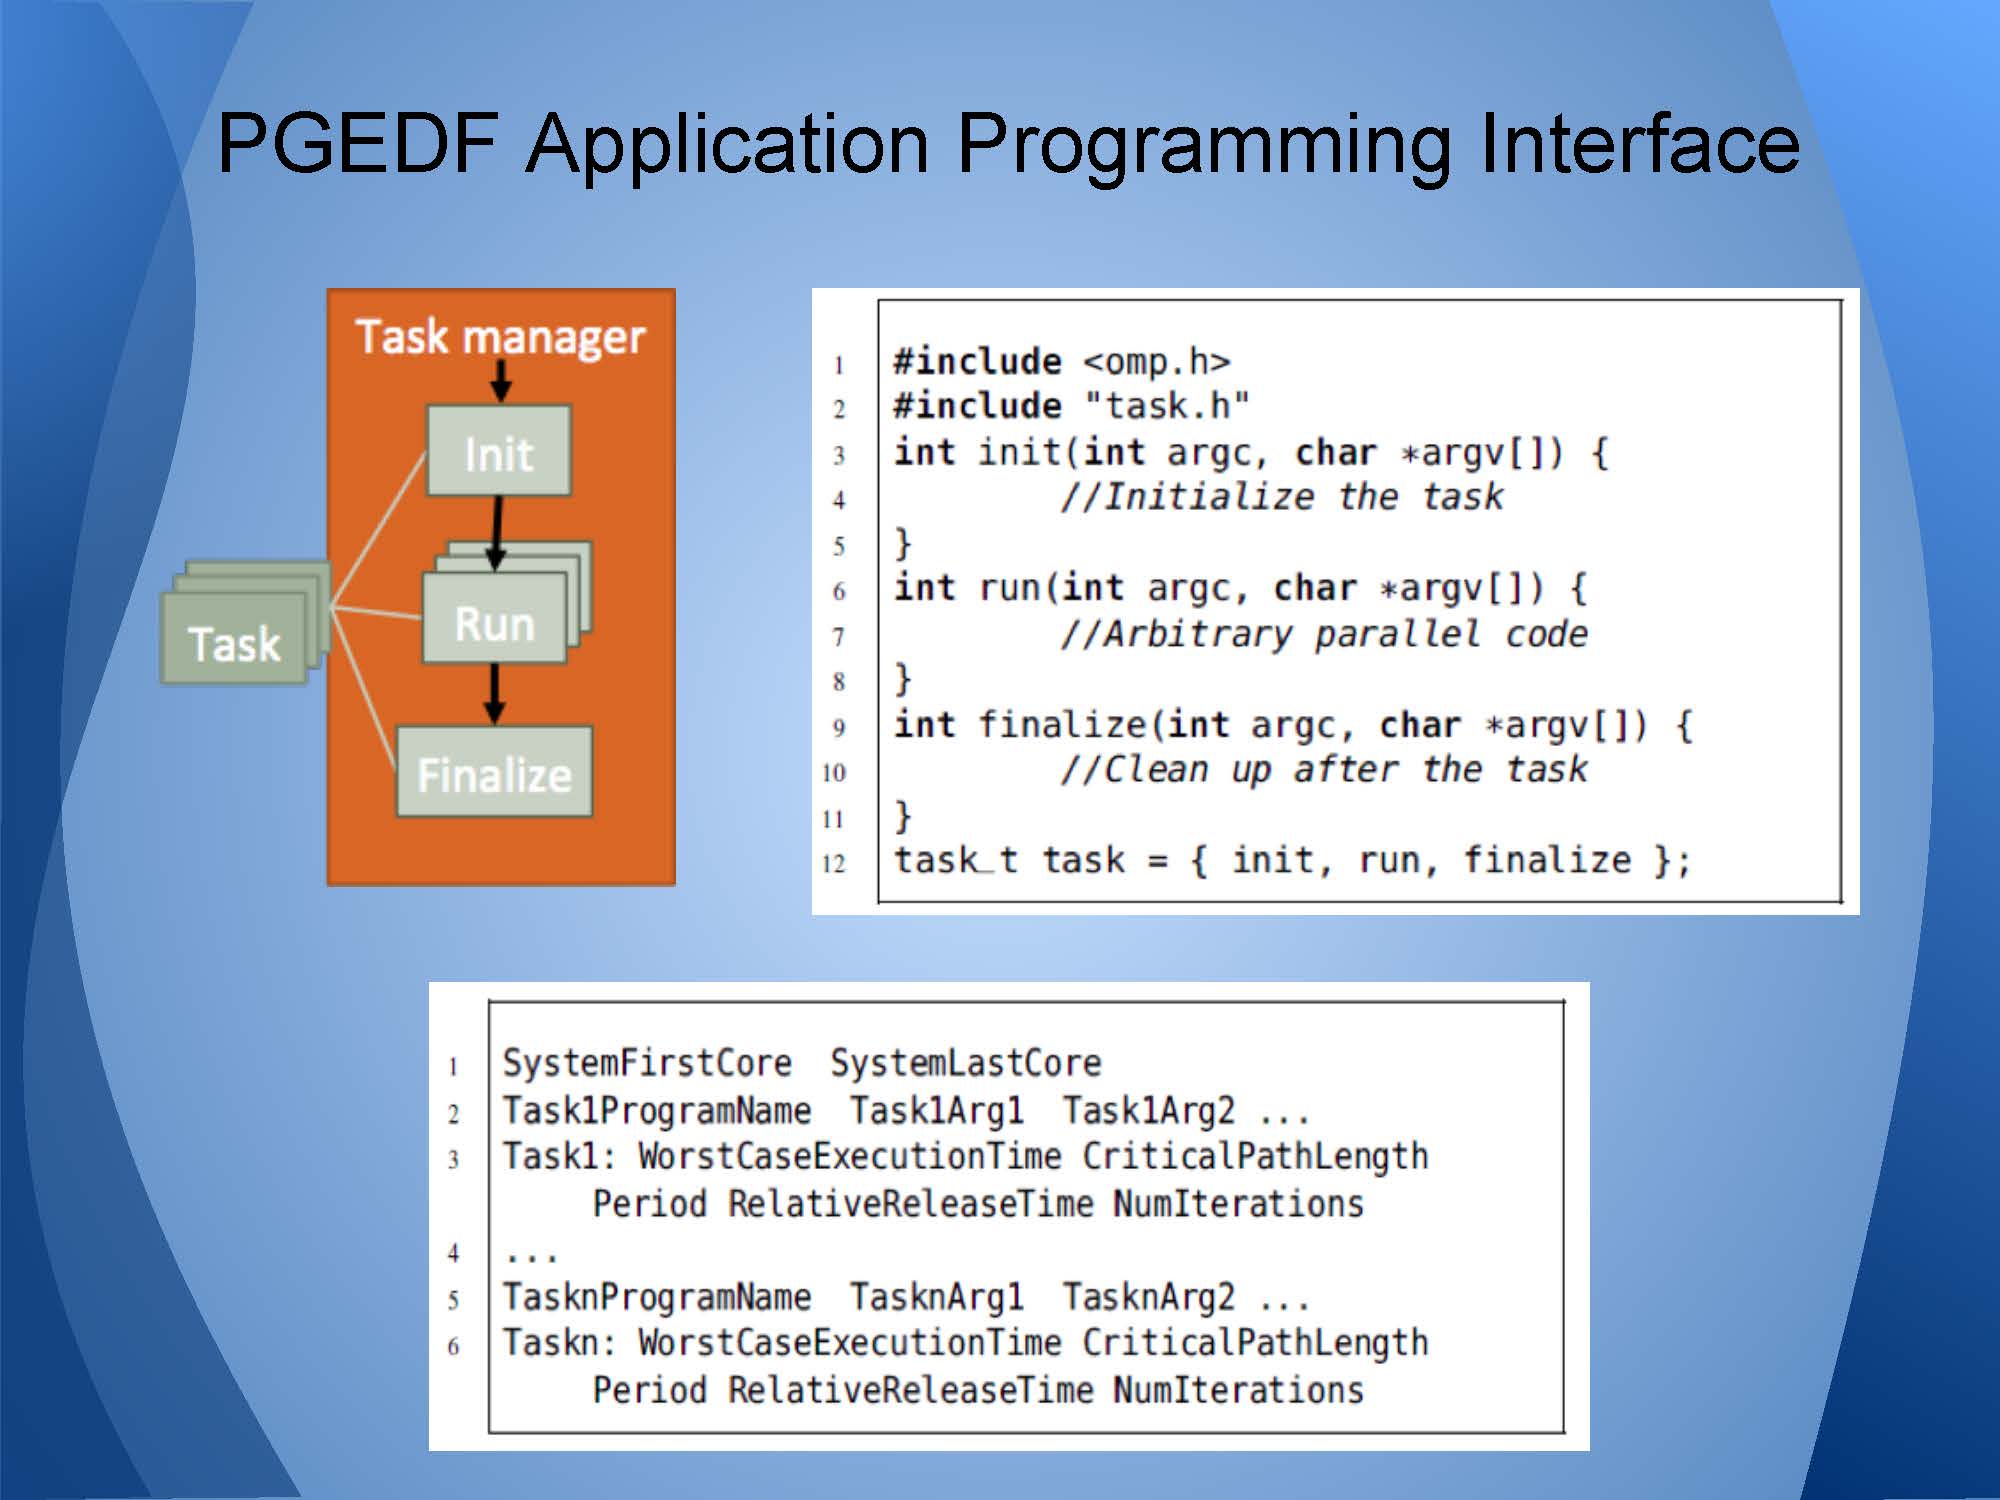 PGEDF Application Programming Interface
Task manager
Init
Run
Task
Finalize
1 #include <omp.h>
2 #include "task.h"
3 int init(int argc, char *argv[]) {
4 //Initialize the task
5 }
6 int run(int argc, char *argv[]) {
7 //Arbitrary parallel code
8 }
9 int finalize(int argc, char *argv[]) {
10 //Clean up after the task
11 }
12 task_t task = { init, run, finalize };
1 SystemFirstCore SystemLastCore
2 Task1ProgramName Task1Arg1 Task1Arg2 ...
3 Task1: WorstCaseExecutionTime CriticalPathLength
Period RelativeReleaseTime NumIterations
4 ...
5 TasknProgramName TasknArg1 TasknArg2 ...
6 Taskn: WorstCaseExecutionTime CriticalPathLength
Period RelativeReleaseTime NumIterations